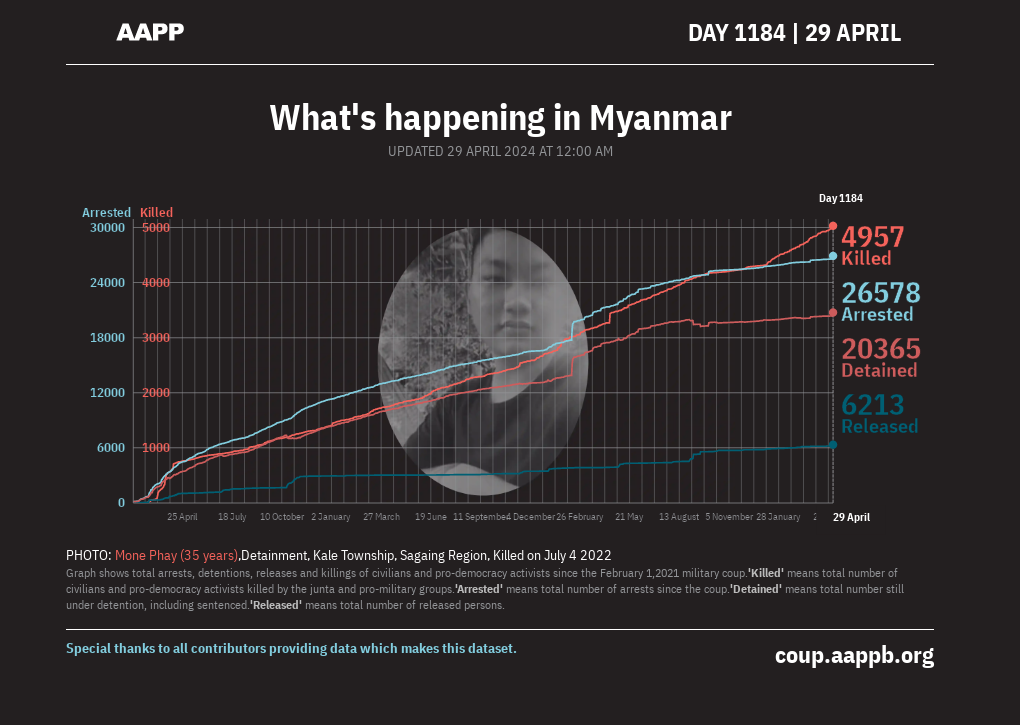 AAPP
DAY 1184 | 29 APRIL
What's happening in Myanmar
UPDATED 29 APRIL 2024 AT 12:00 AM
Day 1184
Arrested Killed
30000 5000
24000 4000
18000 3000
12000 2000
6000 1000
0
4957
Killed
26578
Arrested
20365
Detained
6213
Released
25 April 18 July 10 October 2 January 27 March 19 June 11 September 4 December 26 February 21 May 13 August 5 November 28 January 2 29 April
PHOTO: Mone Phay (35 years),Detainment, Kale Township, Sagaing Region, Killed on July 4 2022
Graph shows total arrests, detentions, releases and killings of civilians and pro-democracy activists since the February 1,2021 military coup.'Killed' means total number of
civilians and pro-democracy activists killed by the junta and pro-military groups.'Arrested' means total number of arrests since the coup.'Detained' means total number still
under detention, including sentenced.'Released' means total number of released persons.
Special thanks to all contributors providing data which makes this dataset.
coup.aappb.org